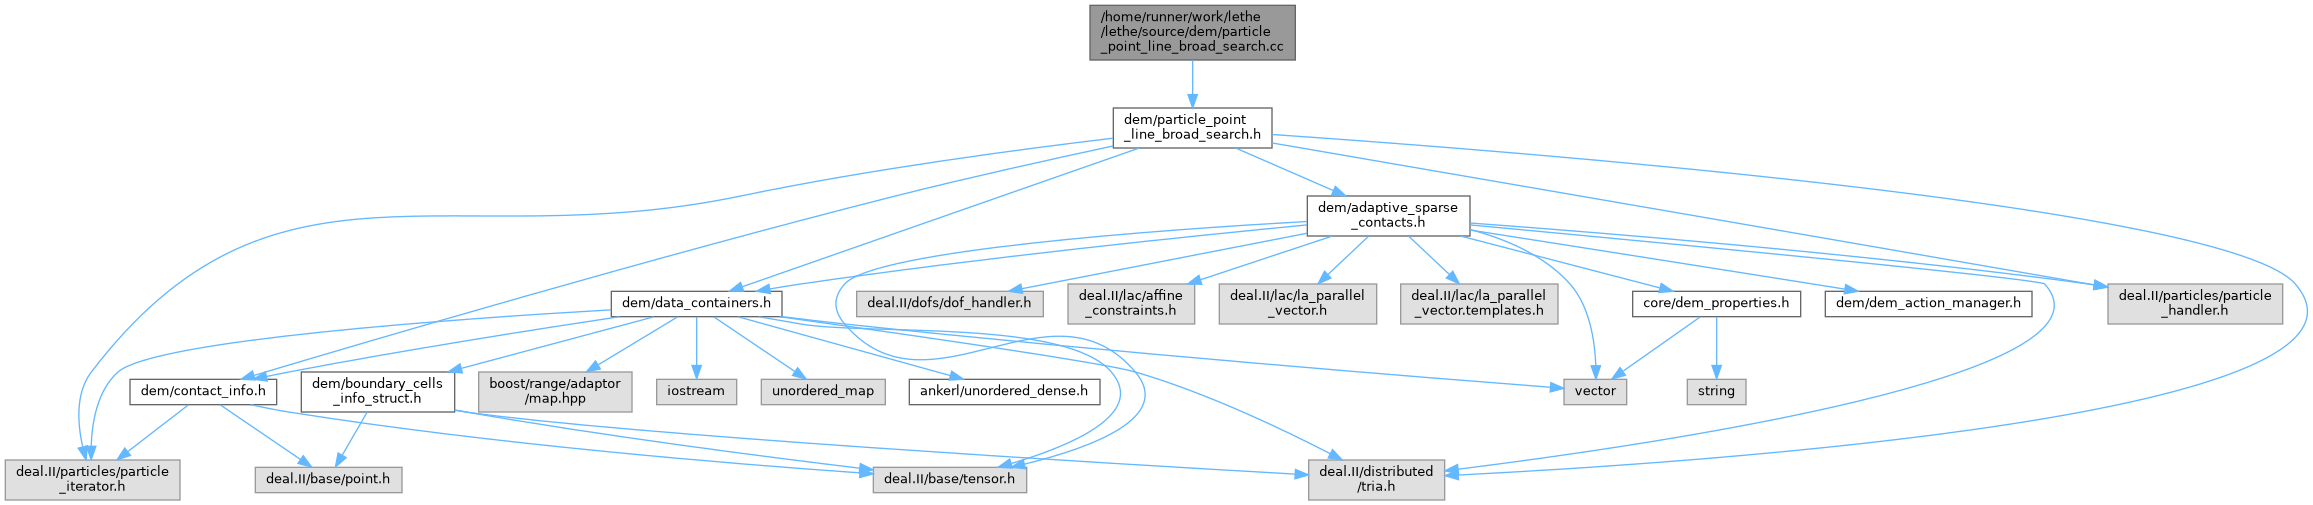 /home/runner/work/lethe
/lethe/source/dem/particle
_point_line_broad_search.cc
dem/particle_point
_line_broad_search.h
dem/adaptive_sparse
_contacts.h
dem/data_containers.h
deal.II/dofs/dof_handler.h
deal.II/lac/affine
_constraints.h
deal.II/lac/la_parallel
_vector.h
deal.II/lac/la_parallel
_vector.templates.h
core/dem_properties.h
dem/dem_action_manager.h
deal.II/particles/particle
_handler.h
dem/contact_info.h
dem/boundary_cells
_info_struct.h
boost/range/adaptor
/map.hpp
iostream
unordered_map
ankerl/unordered_dense.h
vector
string
deal.II/particles/particle
_iterator.h
deal.II/base/point.h
deal.II/base/tensor.h
deal.II/distributed
/tria.h